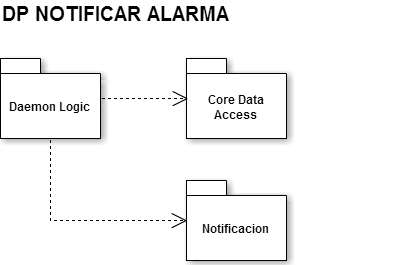 DP NOTIFICAR ALARMA
Daemon Logic
Core Data
Access
Notificacion